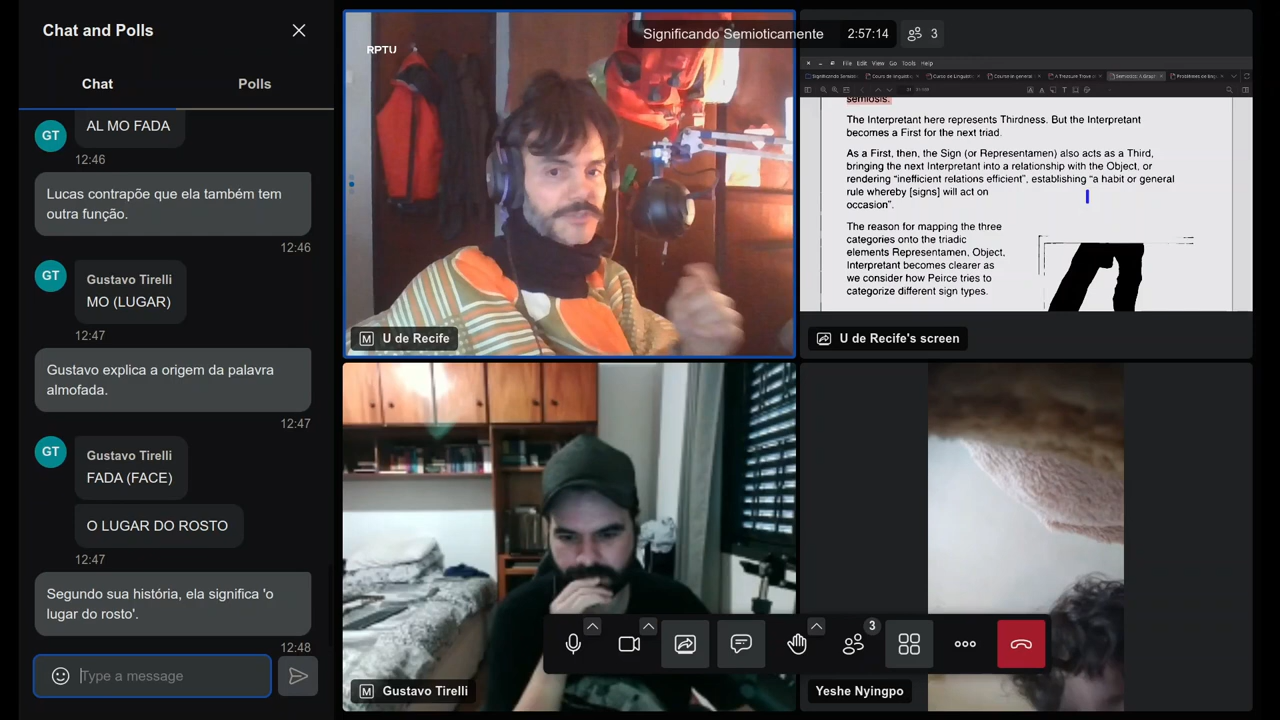 Chat and Polls
Chat
Polls
GT
AL MO FADA
12:46
Lucas contrapõe que ela também tem
outra função.
12:46
GT
Gustavo Tirelli
MO (LUGAR)
12:47
Gustavo explica a origem da palavra
almofada.
12:47
GT
Gustavo Tirelli
FADA (FACE)
O LUGAR DO ROSTO
12:47
Segundo sua história, ela significa 'o
lugar do rosto'.
12:48
Type a message
RPTU
Significando Semioticamente
2:57:14
3
U de Recife
File Edit View Go Tools Help
semiosis.
The Interpretant here represents Thirdness. But the Interpretant
becomes a First for the next triad.
As a First, then, the Sign (or Representamen) also acts as a Third,
bringing the next Interpretant into a relationship with the Object, or
rendering “inefficient relations efficient”, establishing “a habit or general
rule whereby [signs] will act on
occasion”.
The reason for mapping the three
categories onto the triadic
elements Representamen, Object,
Interpretant becomes clearer as
we consider how Peirce tries to
categorize different sign types.
U de Recife's screen
Gustavo Tirelli
3
Yeshe Nyingpo